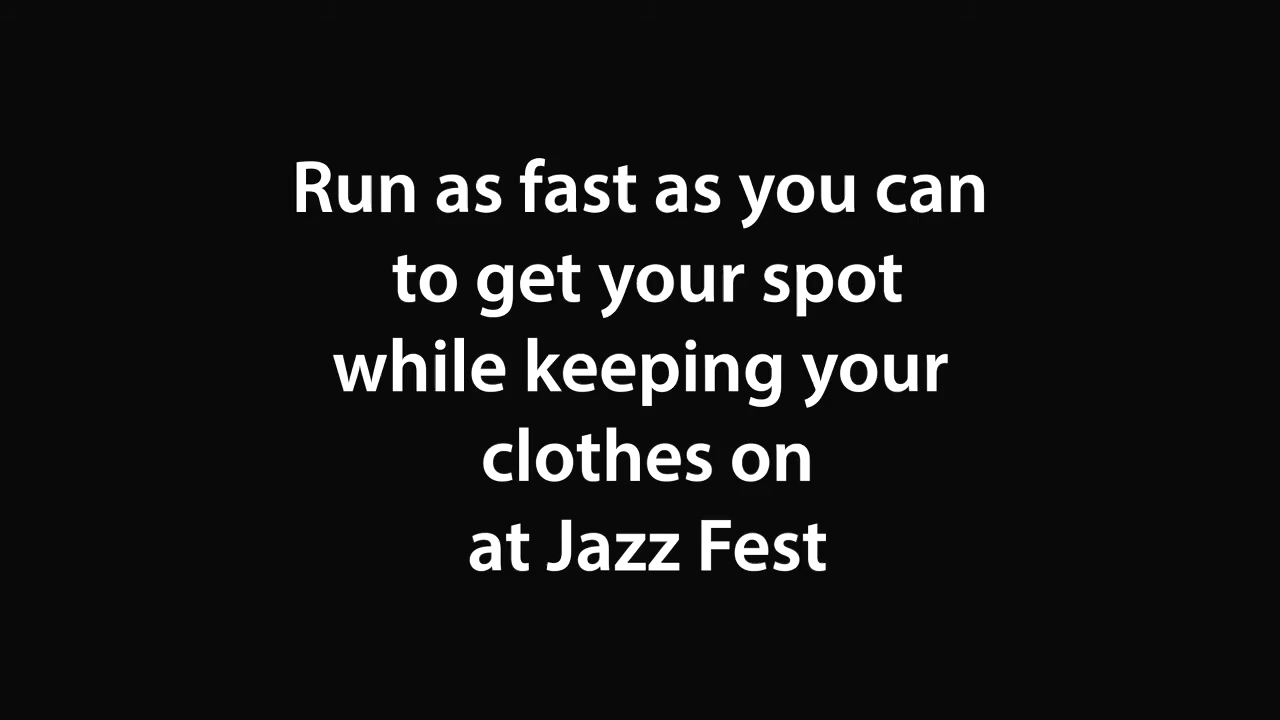 Run as fast as you can
to get your spot
while keeping your
clothes on
at Jazz Fest